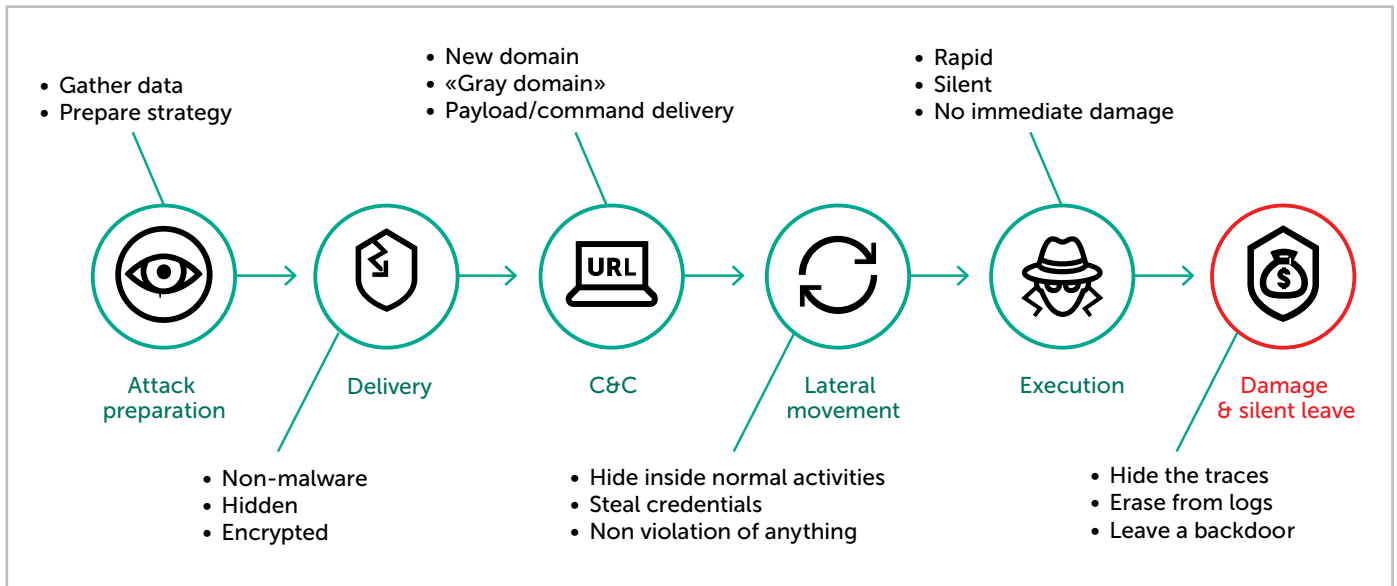 • Gather data
• Prepare strategy
• New domain
• «Gray domain»
• Payload/command delivery
• Rapid
• Silent
• No immediate damage
URL
$
Attack
preparation
Delivery
C&C
Lateral
movement
Execution
Damage
& silent leave
• Non-malware
• Hidden
• Encrypted
• Hide inside normal activities
• Steal credentials
• Non violation of anything
• Hide the traces
• Erase from logs
• Leave a backdoor